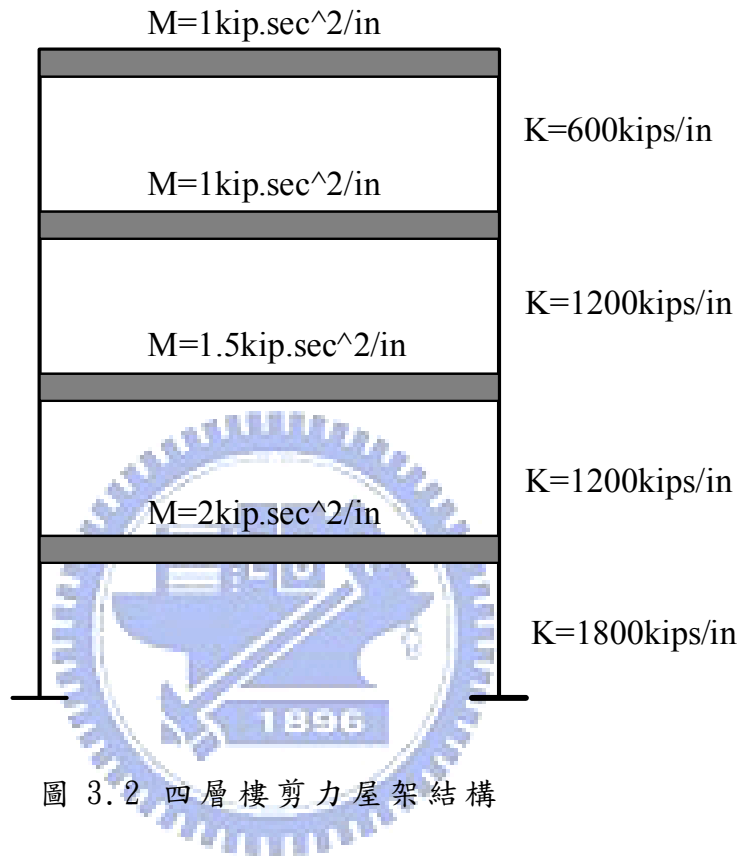 M=1kip.sec^2/in
K=600kips/in
M=1kip.sec^2/in
K=1200kips/in
M=1.5kip.sec^2/in
K=1200kips/in
M=2kip.sec^2/in
K=1800kips/in
1896
圖 3.2 四層樓剪力屋架結構